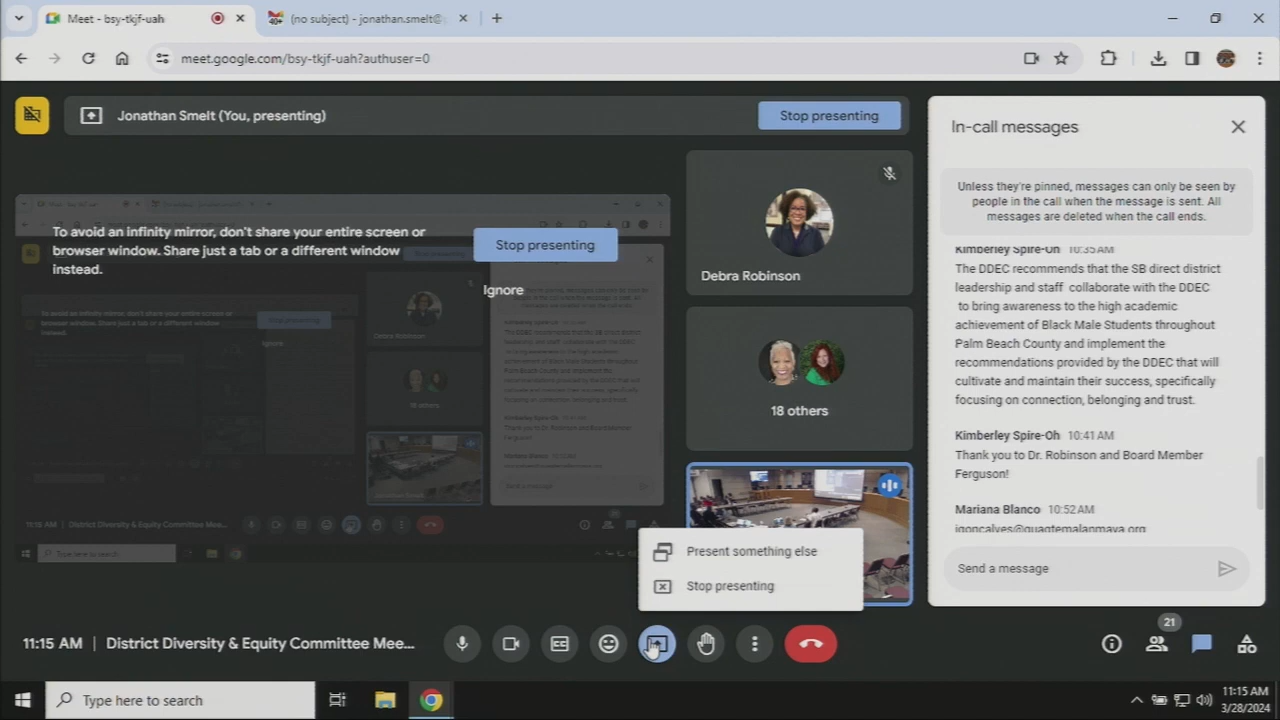 Meet - bsy-tkjf-uah
(no subject) - jonathan.smelt@
meet.google.com/bsy-tkjf-uah?authuser=0
Jonathan Smelt (You, presenting)
Stop presenting
In-call messages
Unless they're pinned, messages can only be seen by
people in the call when the message is sent. All
messages are deleted when the call ends.
To avoid an infinity mirror, don't share your entire screen or
browser window. Share just a tab or a different window
instead.
Stop presenting
Ignore
Debra Robinson
18 others
Kimberley Spire-Oh 10:35 AM
The DDEC recommends that the SB direct district
leadership and staff collaborate with the DDEC
to bring awareness to the high academic
achievement of Black Male Students throughout
Palm Beach County and implement the
recommendations provided by the DDEC that will
cultivate and maintain their success, specifically
focusing on connection, belonging and trust.
Kimberley Spire-Oh 10:41 AM
Thank you to Dr. Robinson and Board Member
Ferguson!
Mariana Blanco 10:52 AM
igoncalves@guatemalanmaya.org
Send a message
Present something else
Stop presenting
11:15 AM | District Diversity & Equity Committee Mee...
21
Type here to search
11:15 AM
3/28/2024